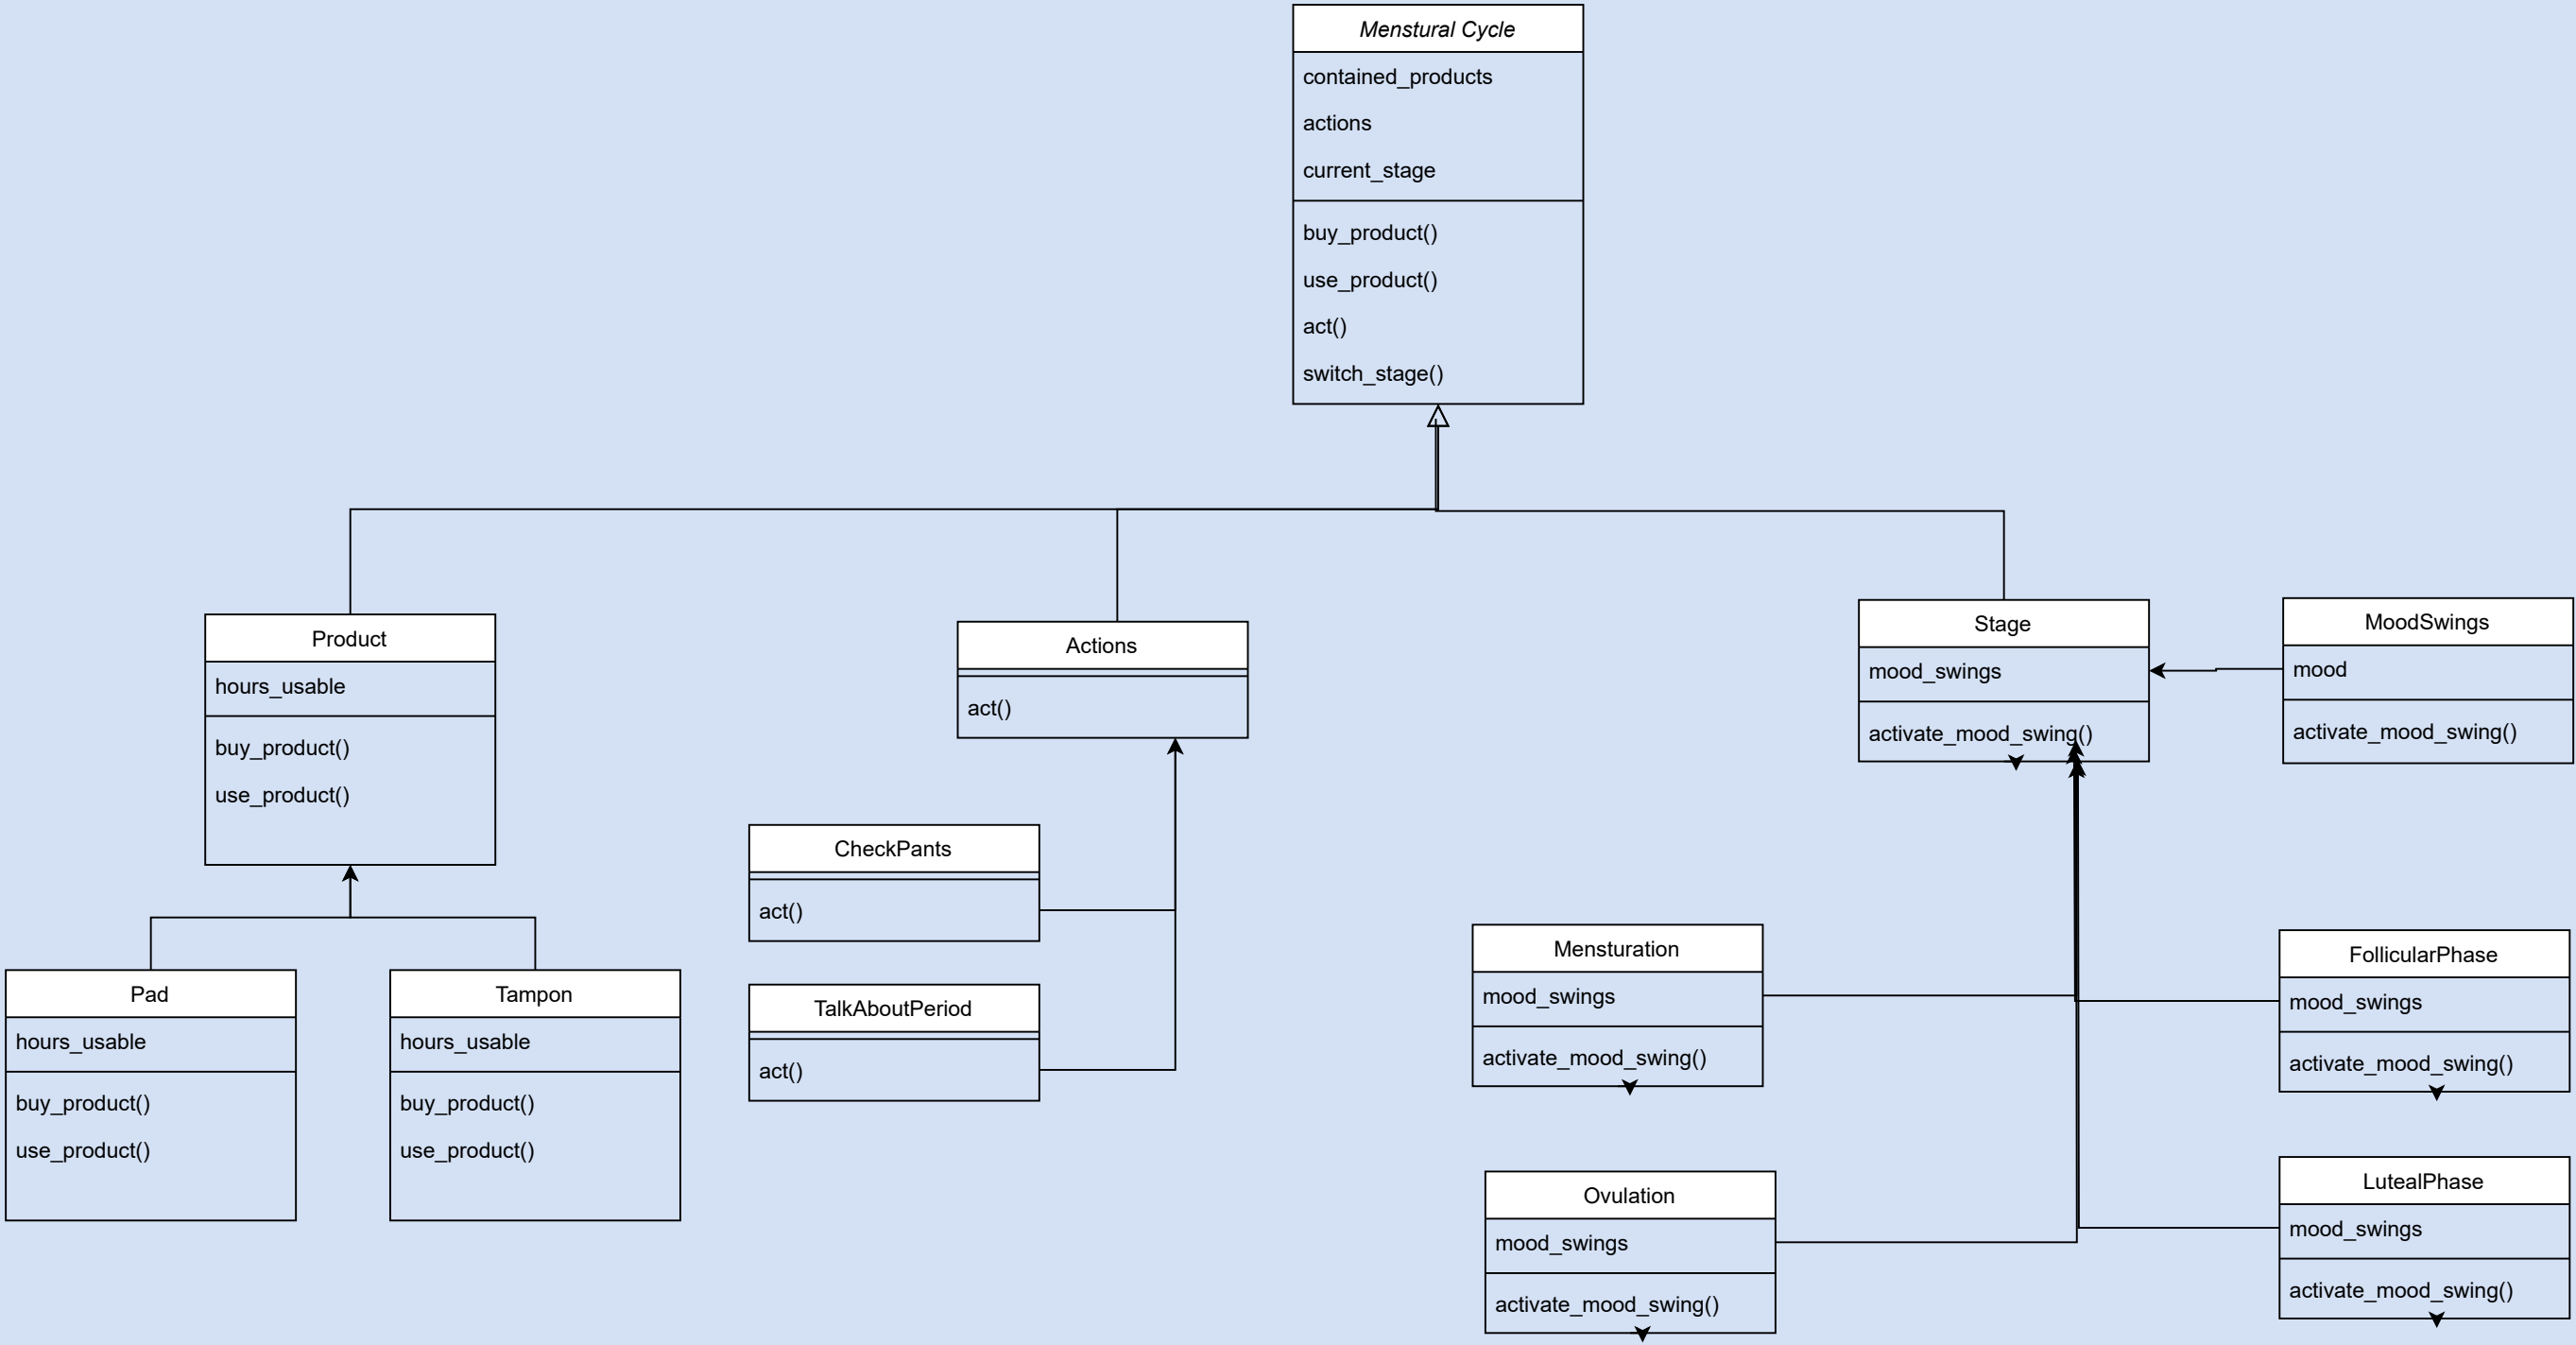 Menstural Cycle
contained_products
actions
current_stage
buy_product()
use_product()
act()
switch_stage()
Product
hours_usable
buy_product()
use_product()
Actions
act()
Stage
mood_swings
activate_mood_swing()
MoodSwings
mood
activate_mood_swing()
CheckPants
act()
TalkAboutPeriod
act()
Pad
hours_usable
buy_product()
use_product()
Tampon
hours_usable
buy_product()
use_product()
Mensturation
mood_swings
activate_mood_swing()
FollicularPhase
mood_swings
activate_mood_swing()
Ovulation
mood_swings
activate_mood_swing()
LutealPhase
mood_swings
activate_mood_swing()